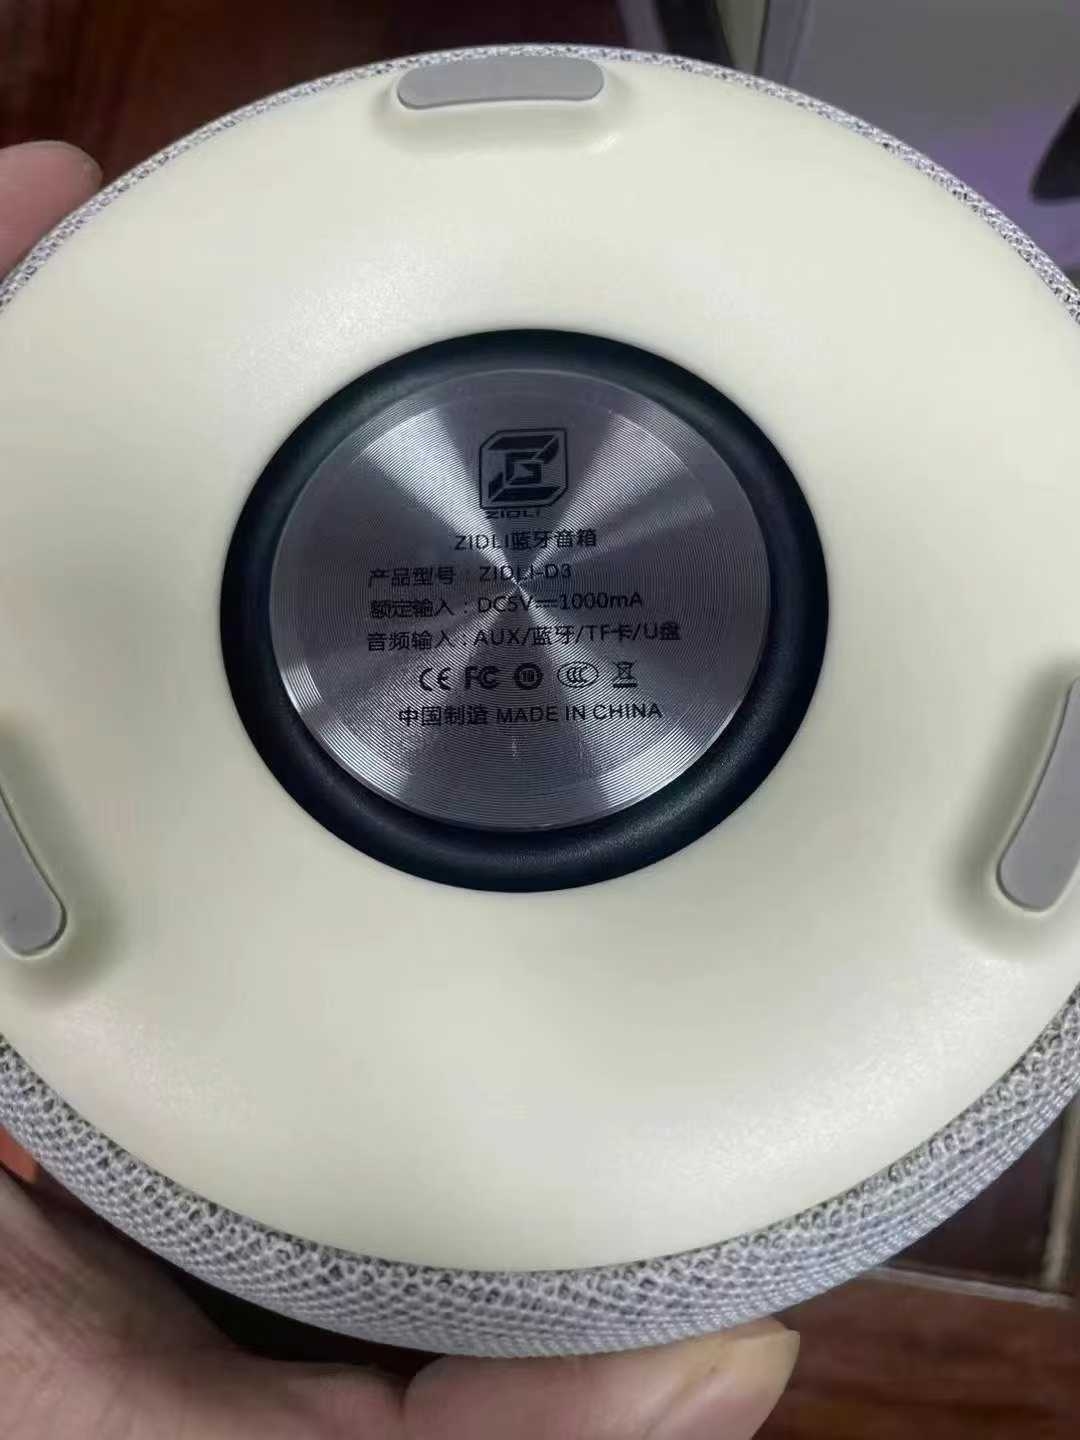 ZIDLI
ZIDLI蓝牙音箱
产品型号：ZIDLI-D3
额定输入：DC5V⎓1000mA
音频输入：AUX/蓝牙/TF卡/U盘
CE FC 10 CCC
中国制造 MADE IN CHINA